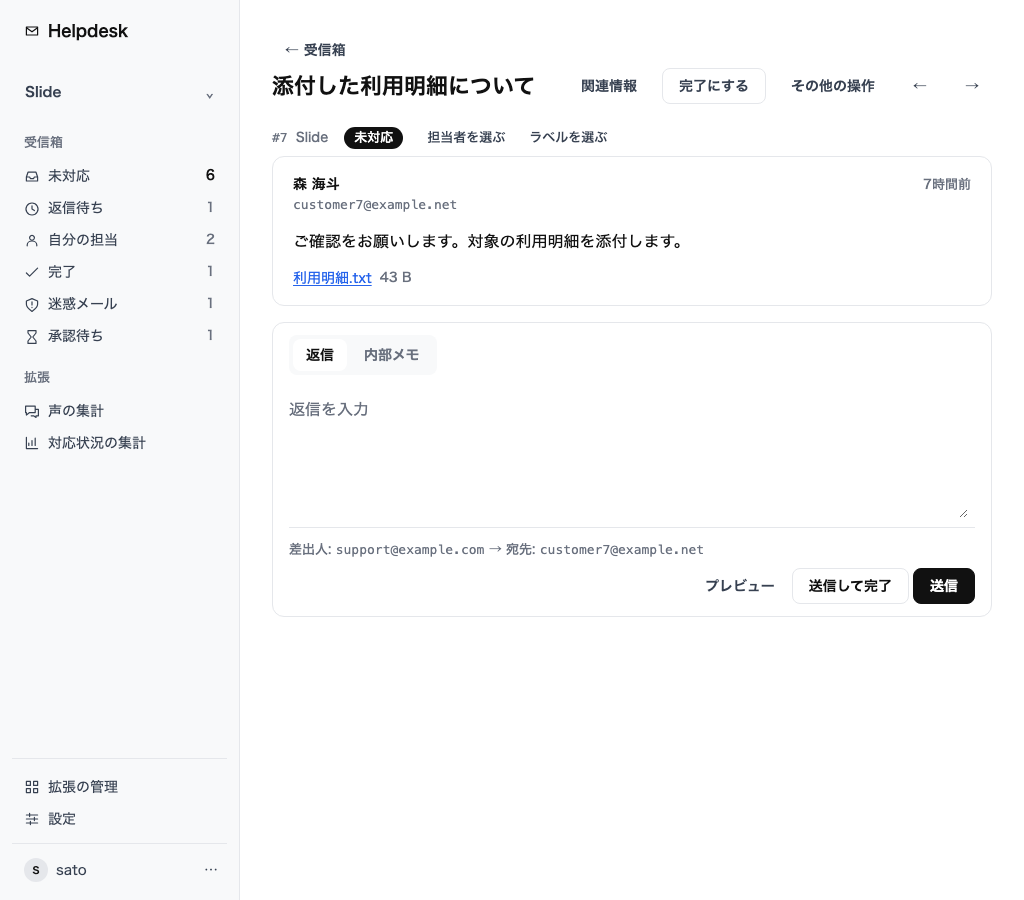 Helpdesk
Slide
受信箱
未対応 6
返信待ち 1
自分の担当 2
完了 1
迷惑メール 1
承認待ち 1
拡張
声の集計
対応状況の集計
拡張の管理
設定
S sato ...
← 受信箱
添付した利用明細について 関連情報 完了にする その他の操作 ← →
#7 Slide 未対応 担当者を選ぶ ラベルを選ぶ
森 海斗 7時間前
customer7@example.net
ご確認をお願いします。対象の利用明細を添付します。
利用明細.txt 43 B
返信 内部メモ
返信を入力
差出人: support@example.com → 宛先: customer7@example.net
プレビュー 送信して完了 送信